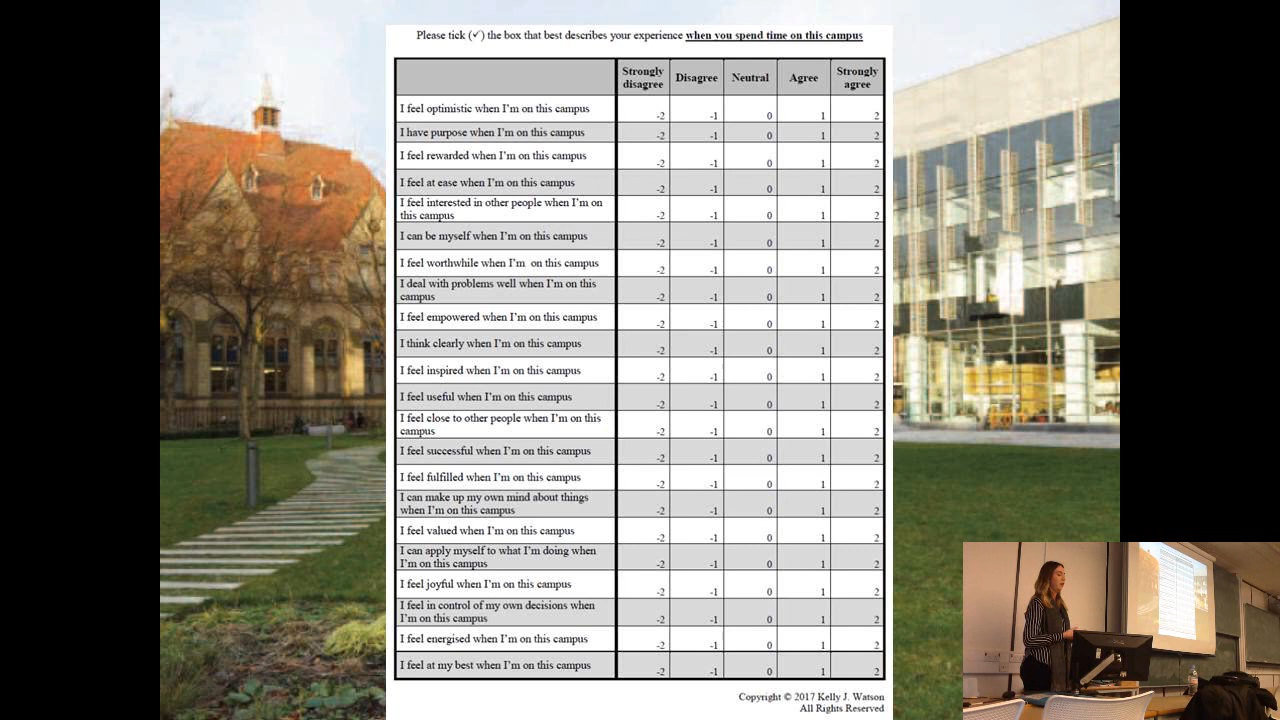 Please tick (✓) the box that best describes your experience when you spend time on this campus
Strongly disagree Disagree Neutral Agree Strongly agree
I feel optimistic when I'm on this campus -2 -1 0 1 2
I have purpose when I'm on this campus -2 -1 0 1 2
I feel rewarded when I'm on this campus -2 -1 0 1 2
I feel at ease when I'm on this campus -2 -1 0 1 2
I feel interested in other people when I'm on
this campus -2 -1 0 1 2
I can be myself when I'm on this campus -2 -1 0 1 2
I feel worthwhile when I'm on this campus -2 -1 0 1 2
I deal with problems well when I'm on this
campus -2 -1 0 1 2
I feel empowered when I'm on this campus -2 -1 0 1 2
I think clearly when I'm on this campus -2 -1 0 1 2
I feel inspired when I'm on this campus -2 -1 0 1 2
I feel useful when I'm on this campus -2 -1 0 1 2
I feel close to other people when I'm on this
campus -2 -1 0 1 2
I feel successful when I'm on this campus -2 -1 0 1 2
I feel fulfilled when I'm on this campus -2 -1 0 1 2
I can make up my own mind about things
when I'm on this campus -2 -1 0 1 2
I feel valued when I'm on this campus -2 -1 0 1 2
I can apply myself to what I'm doing when
I'm on this campus -2 -1 0 1 2
I feel joyful when I'm on this campus -2 -1 0 1 2
I feel in control of my own decisions when
I'm on this campus -2 -1 0 1 2
I feel energised when I'm on this campus -2 -1 0 1 2
I feel at my best when I'm on this campus -2 -1 0 1 2
Copyright © 2017 Kelly J. Watson
All Rights Reserved